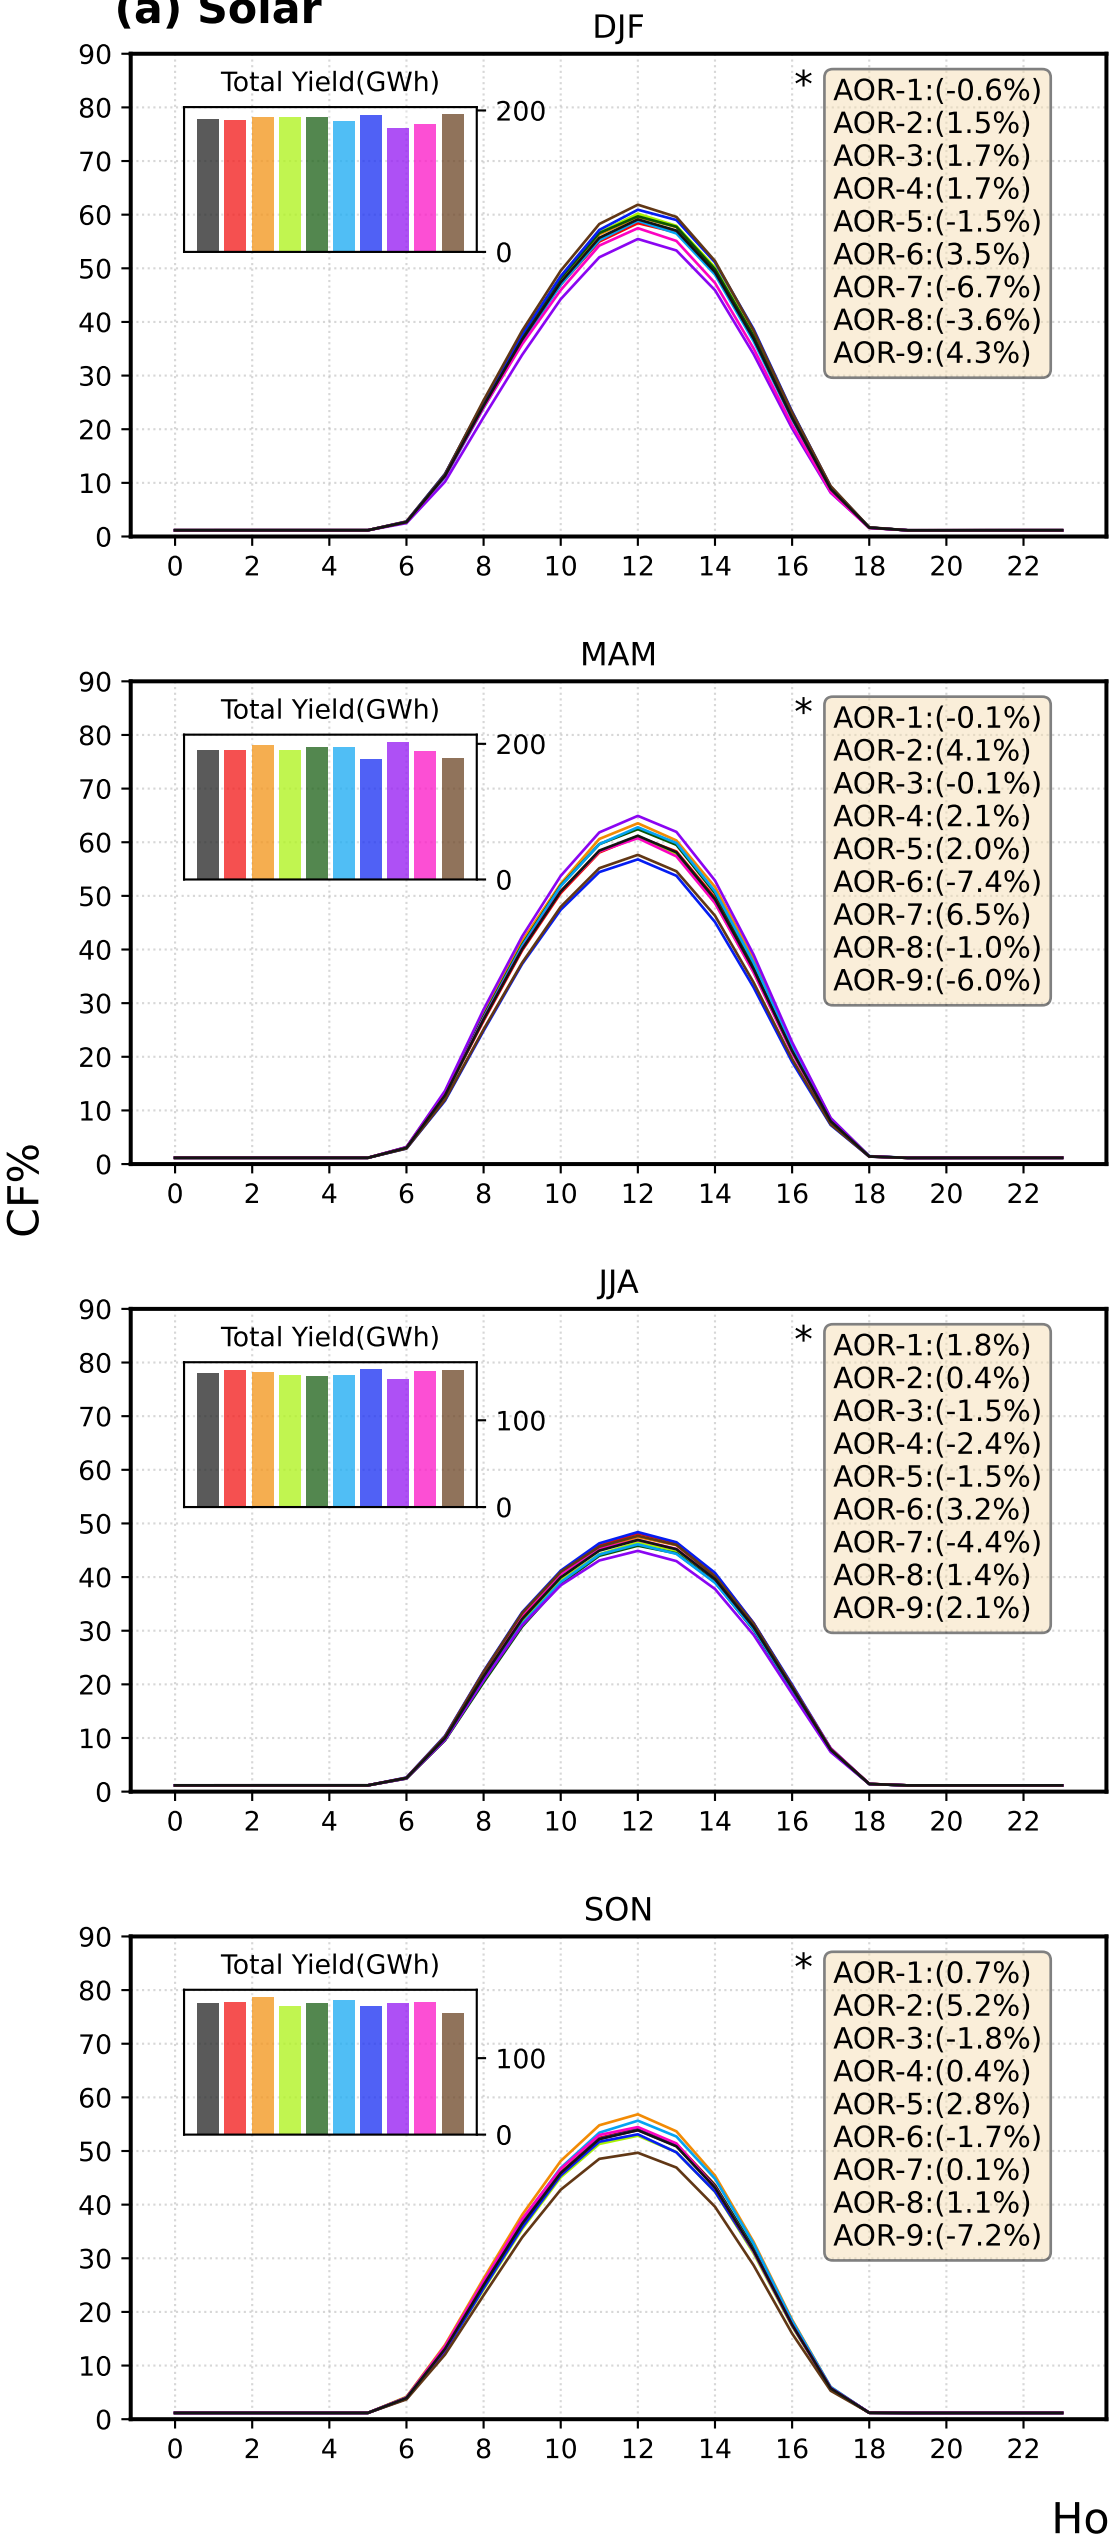 (a) Solar
DJF
90
80
70
60
50
40
30
20
10
0
Total Yield(GWh)
200
0
*
AOR-1:(-0.6%)
AOR-2:(1.5%)
AOR-3:(1.7%)
AOR-4:(1.7%)
AOR-5:(-1.5%)
AOR-6:(3.5%)
AOR-7:(-6.7%)
AOR-8:(-3.6%)
AOR-9:(4.3%)
0 2 4 6 8 10 12 14 16 18 20 22
MAM
90
80
70
60
50
40
30
20
10
0
Total Yield(GWh)
200
0
*
AOR-1:(-0.1%)
AOR-2:(4.1%)
AOR-3:(-0.1%)
AOR-4:(2.1%)
AOR-5:(2.0%)
AOR-6:(-7.4%)
AOR-7:(6.5%)
AOR-8:(-1.0%)
AOR-9:(-6.0%)
0 2 4 6 8 10 12 14 16 18 20 22
CF%
JJA
90
80
70
60
50
40
30
20
10
0
Total Yield(GWh)
100
0
*
AOR-1:(1.8%)
AOR-2:(0.4%)
AOR-3:(-1.5%)
AOR-4:(-2.4%)
AOR-5:(-1.5%)
AOR-6:(3.2%)
AOR-7:(-4.4%)
AOR-8:(1.4%)
AOR-9:(2.1%)
0 2 4 6 8 10 12 14 16 18 20 22
SON
90
80
70
60
50
40
30
20
10
0
Total Yield(GWh)
100
0
*
AOR-1:(0.7%)
AOR-2:(5.2%)
AOR-3:(-1.8%)
AOR-4:(0.4%)
AOR-5:(2.8%)
AOR-6:(-1.7%)
AOR-7:(0.1%)
AOR-8:(1.1%)
AOR-9:(-7.2%)
0 2 4 6 8 10 12 14 16 18 20 22
Ho